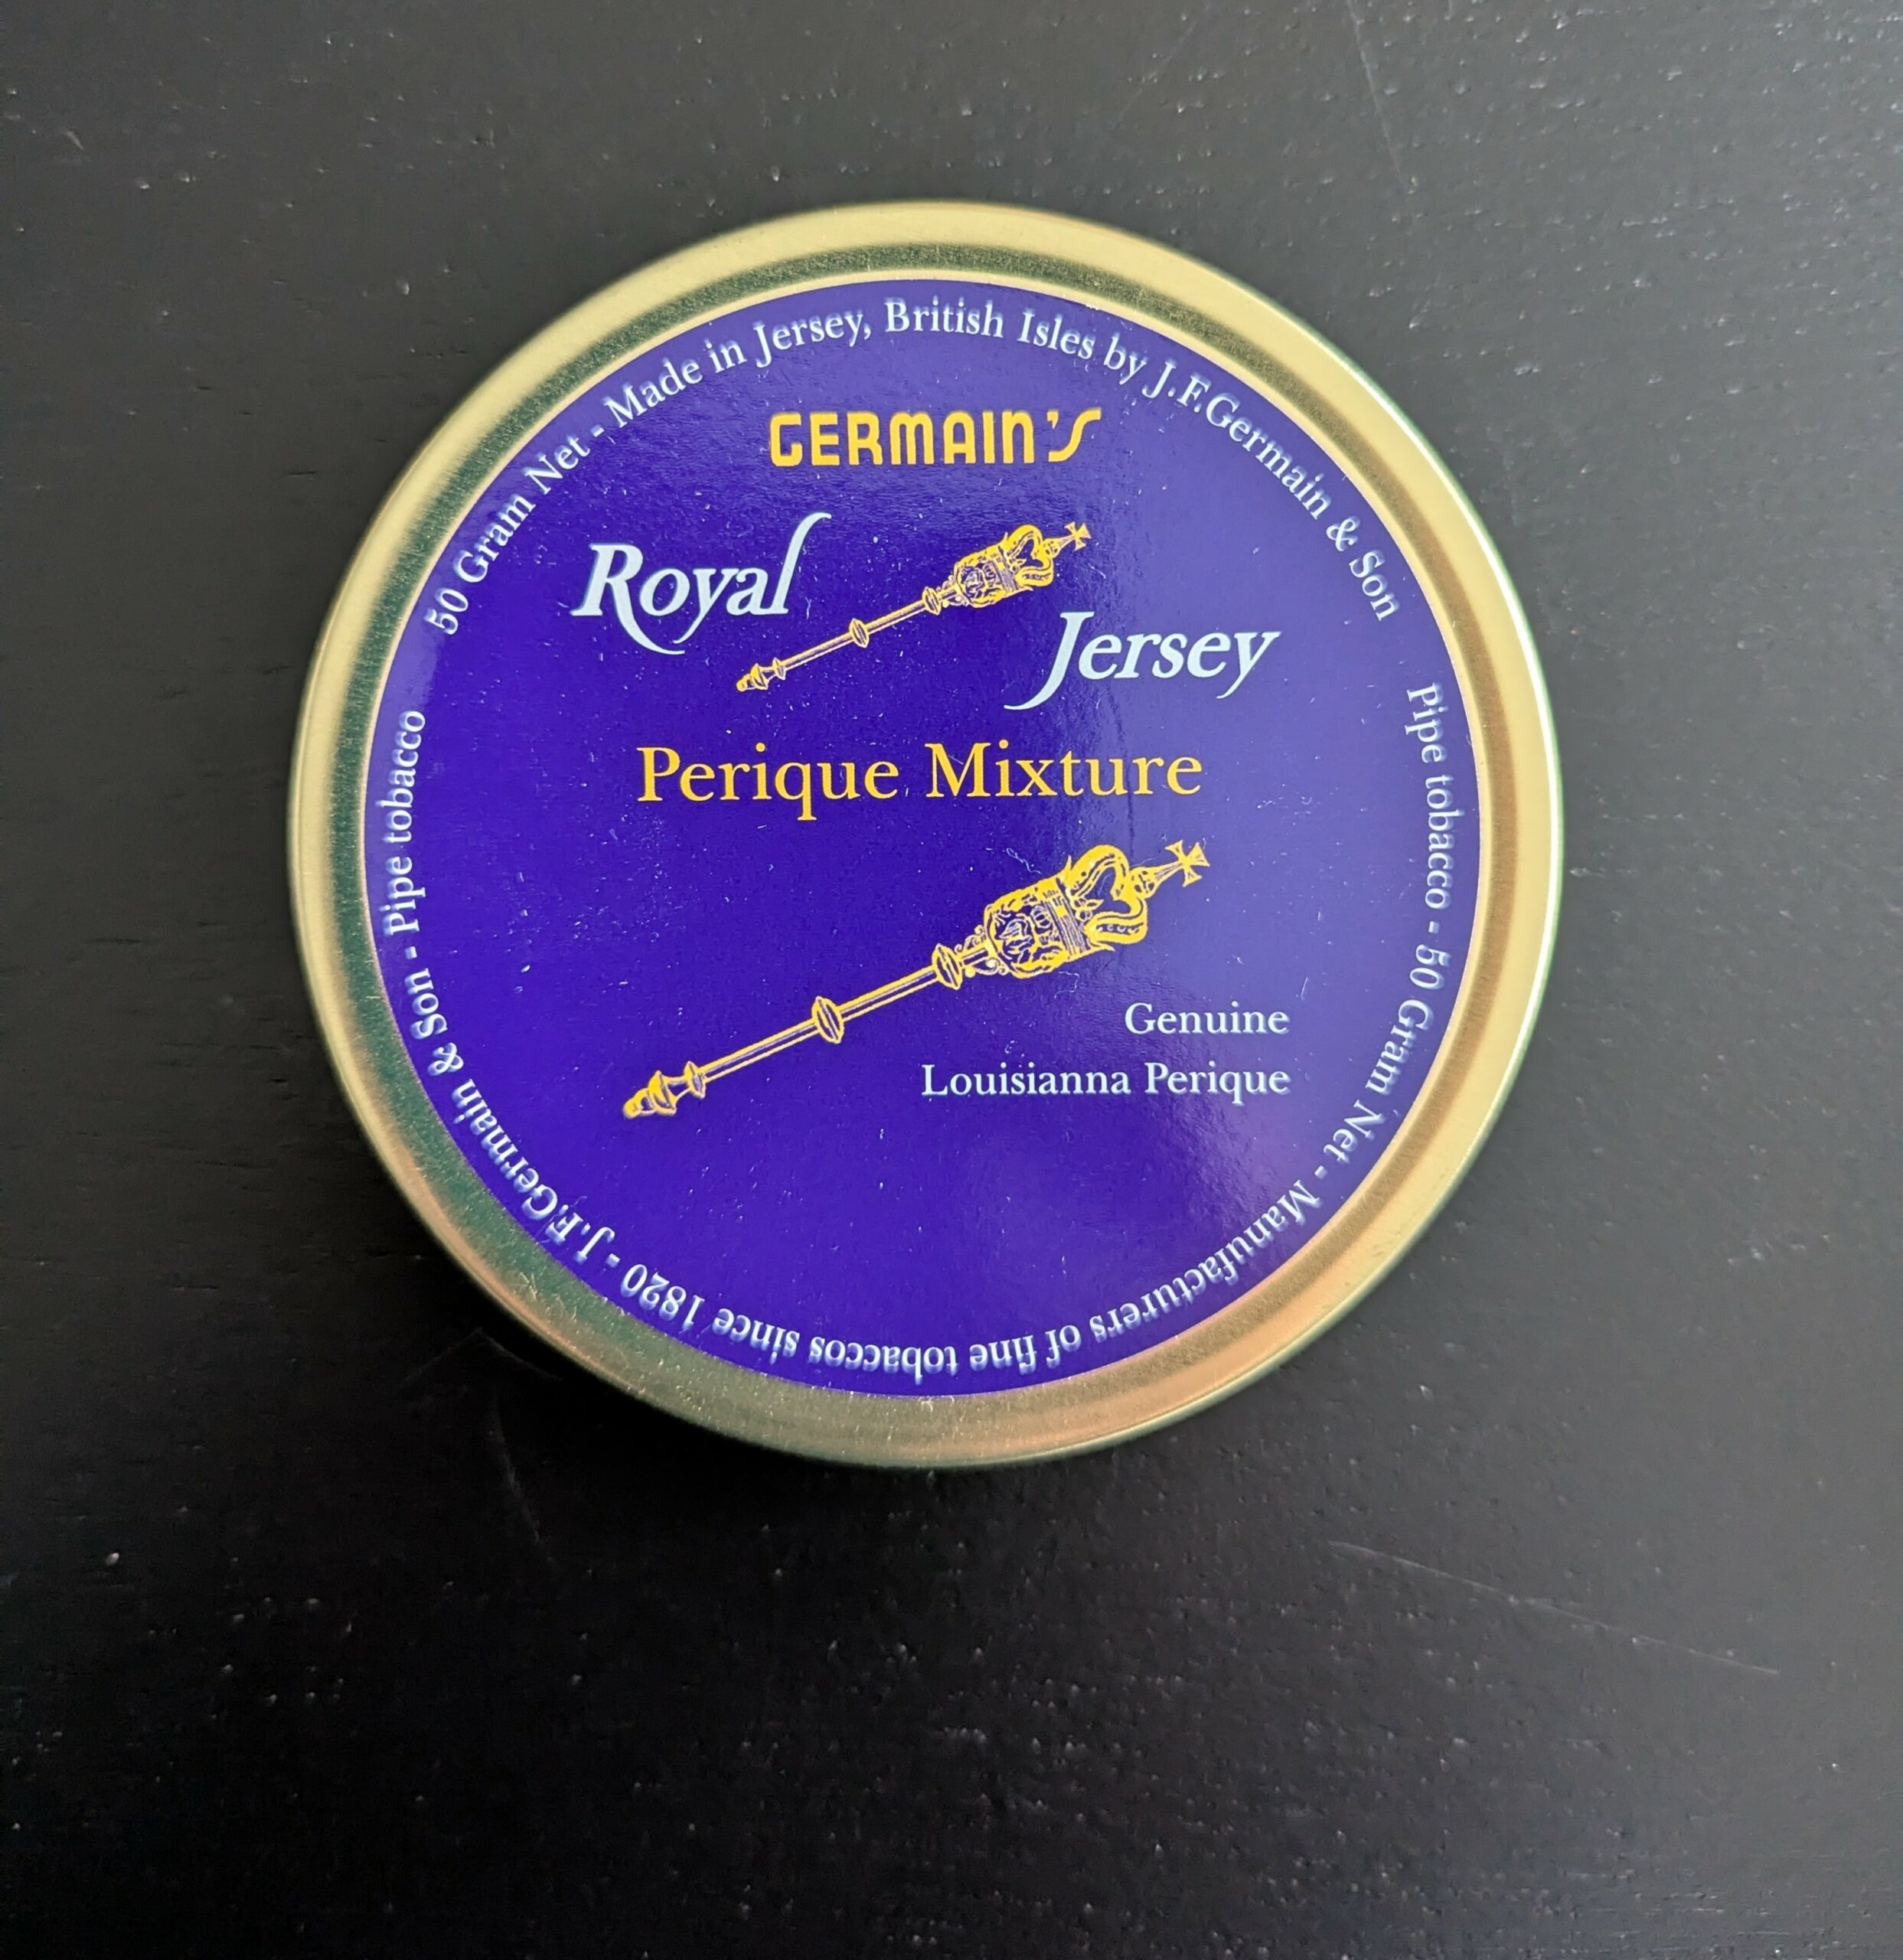 50 Gram Net - Made in Jersey, British Isles by J.F.Germain & Son
GERMAIN'S
Royal
Jersey
Perique Mixture
Genuine
Louisianna Perique
Pipe tobacco - 50 Gram Net - Manufacturers of fine tobaccos since 1820 - J.F.Germain & Son - Pipe tobacco